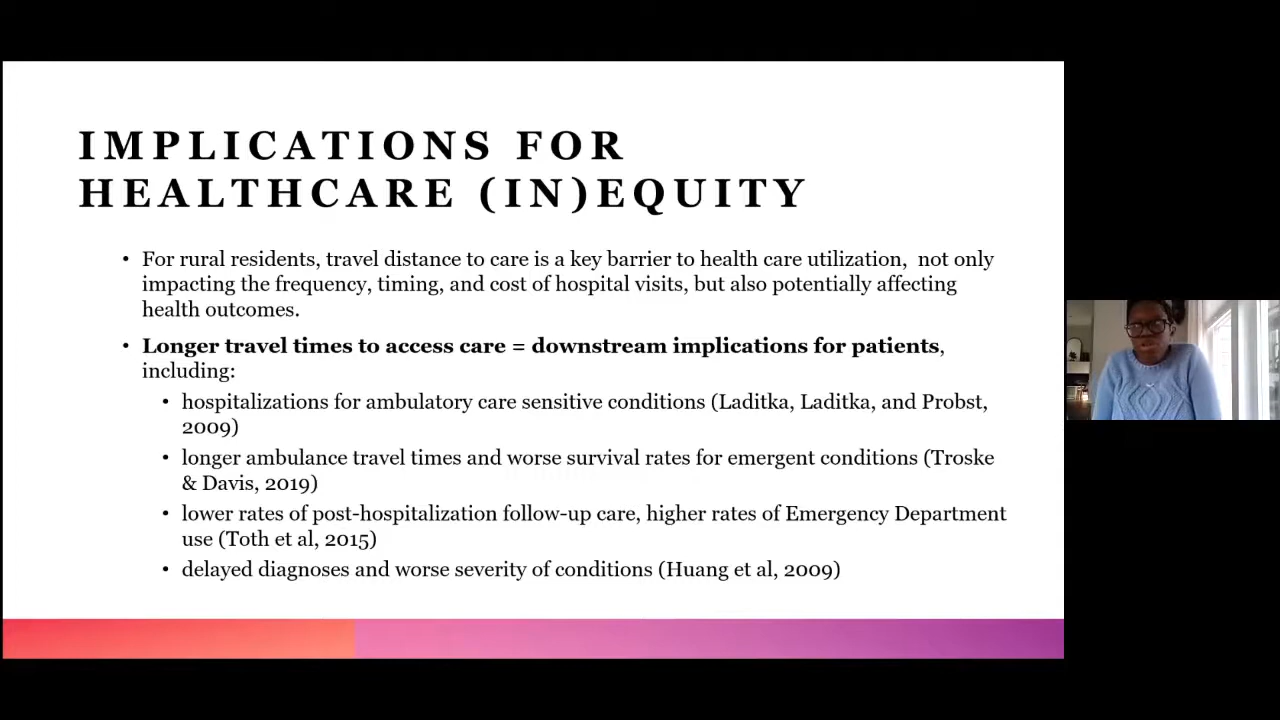 IMPLICATIONS FOR
HEALTHCARE (IN)EQUITY
• For rural residents, travel distance to care is a key barrier to health care utilization,  not only
impacting the frequency, timing, and cost of hospital visits, but also potentially affecting
health outcomes.
• Longer travel times to access care = downstream implications for patients,
including:
• hospitalizations for ambulatory care sensitive conditions (Laditka, Laditka, and Probst,
2009)
• longer ambulance travel times and worse survival rates for emergent conditions (Troske
& Davis, 2019)
• lower rates of post-hospitalization follow-up care, higher rates of Emergency Department
use (Toth et al, 2015)
• delayed diagnoses and worse severity of conditions (Huang et al, 2009)